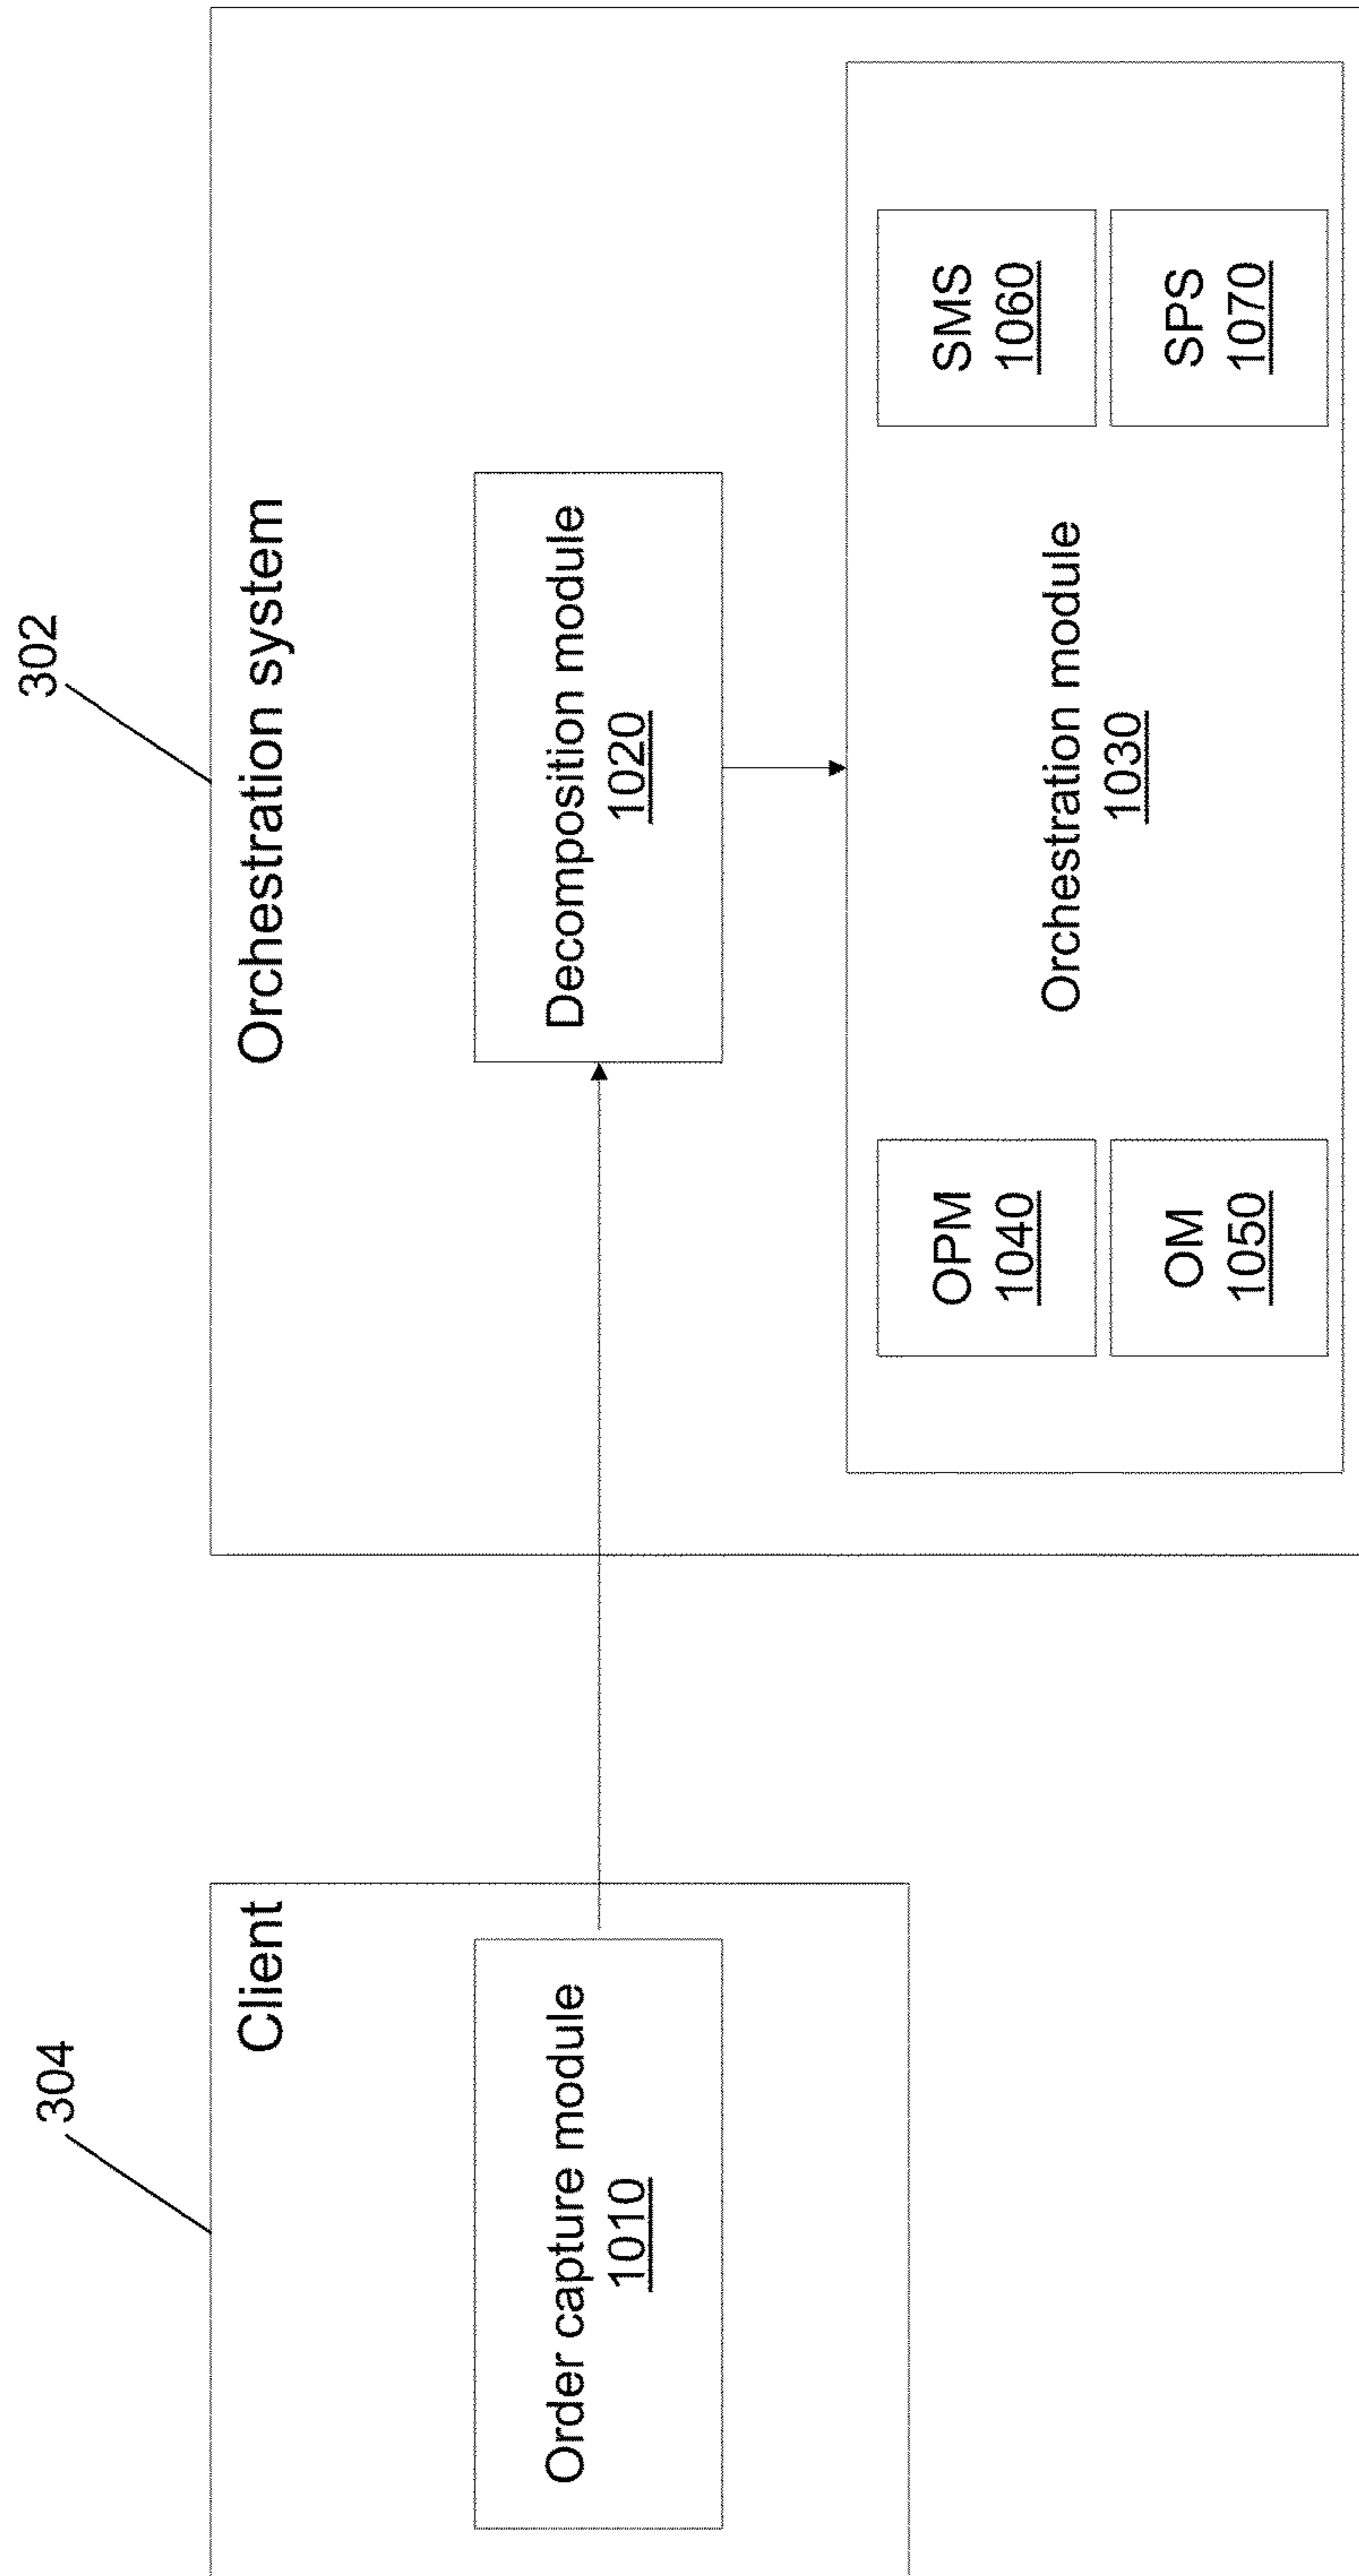 304
302
Client
Orchestration system
Order capture module
1010
Decomposition module
1020
OPM
1040
OM
1050
Orchestration module
1030
SMS
1060
SPS
1070